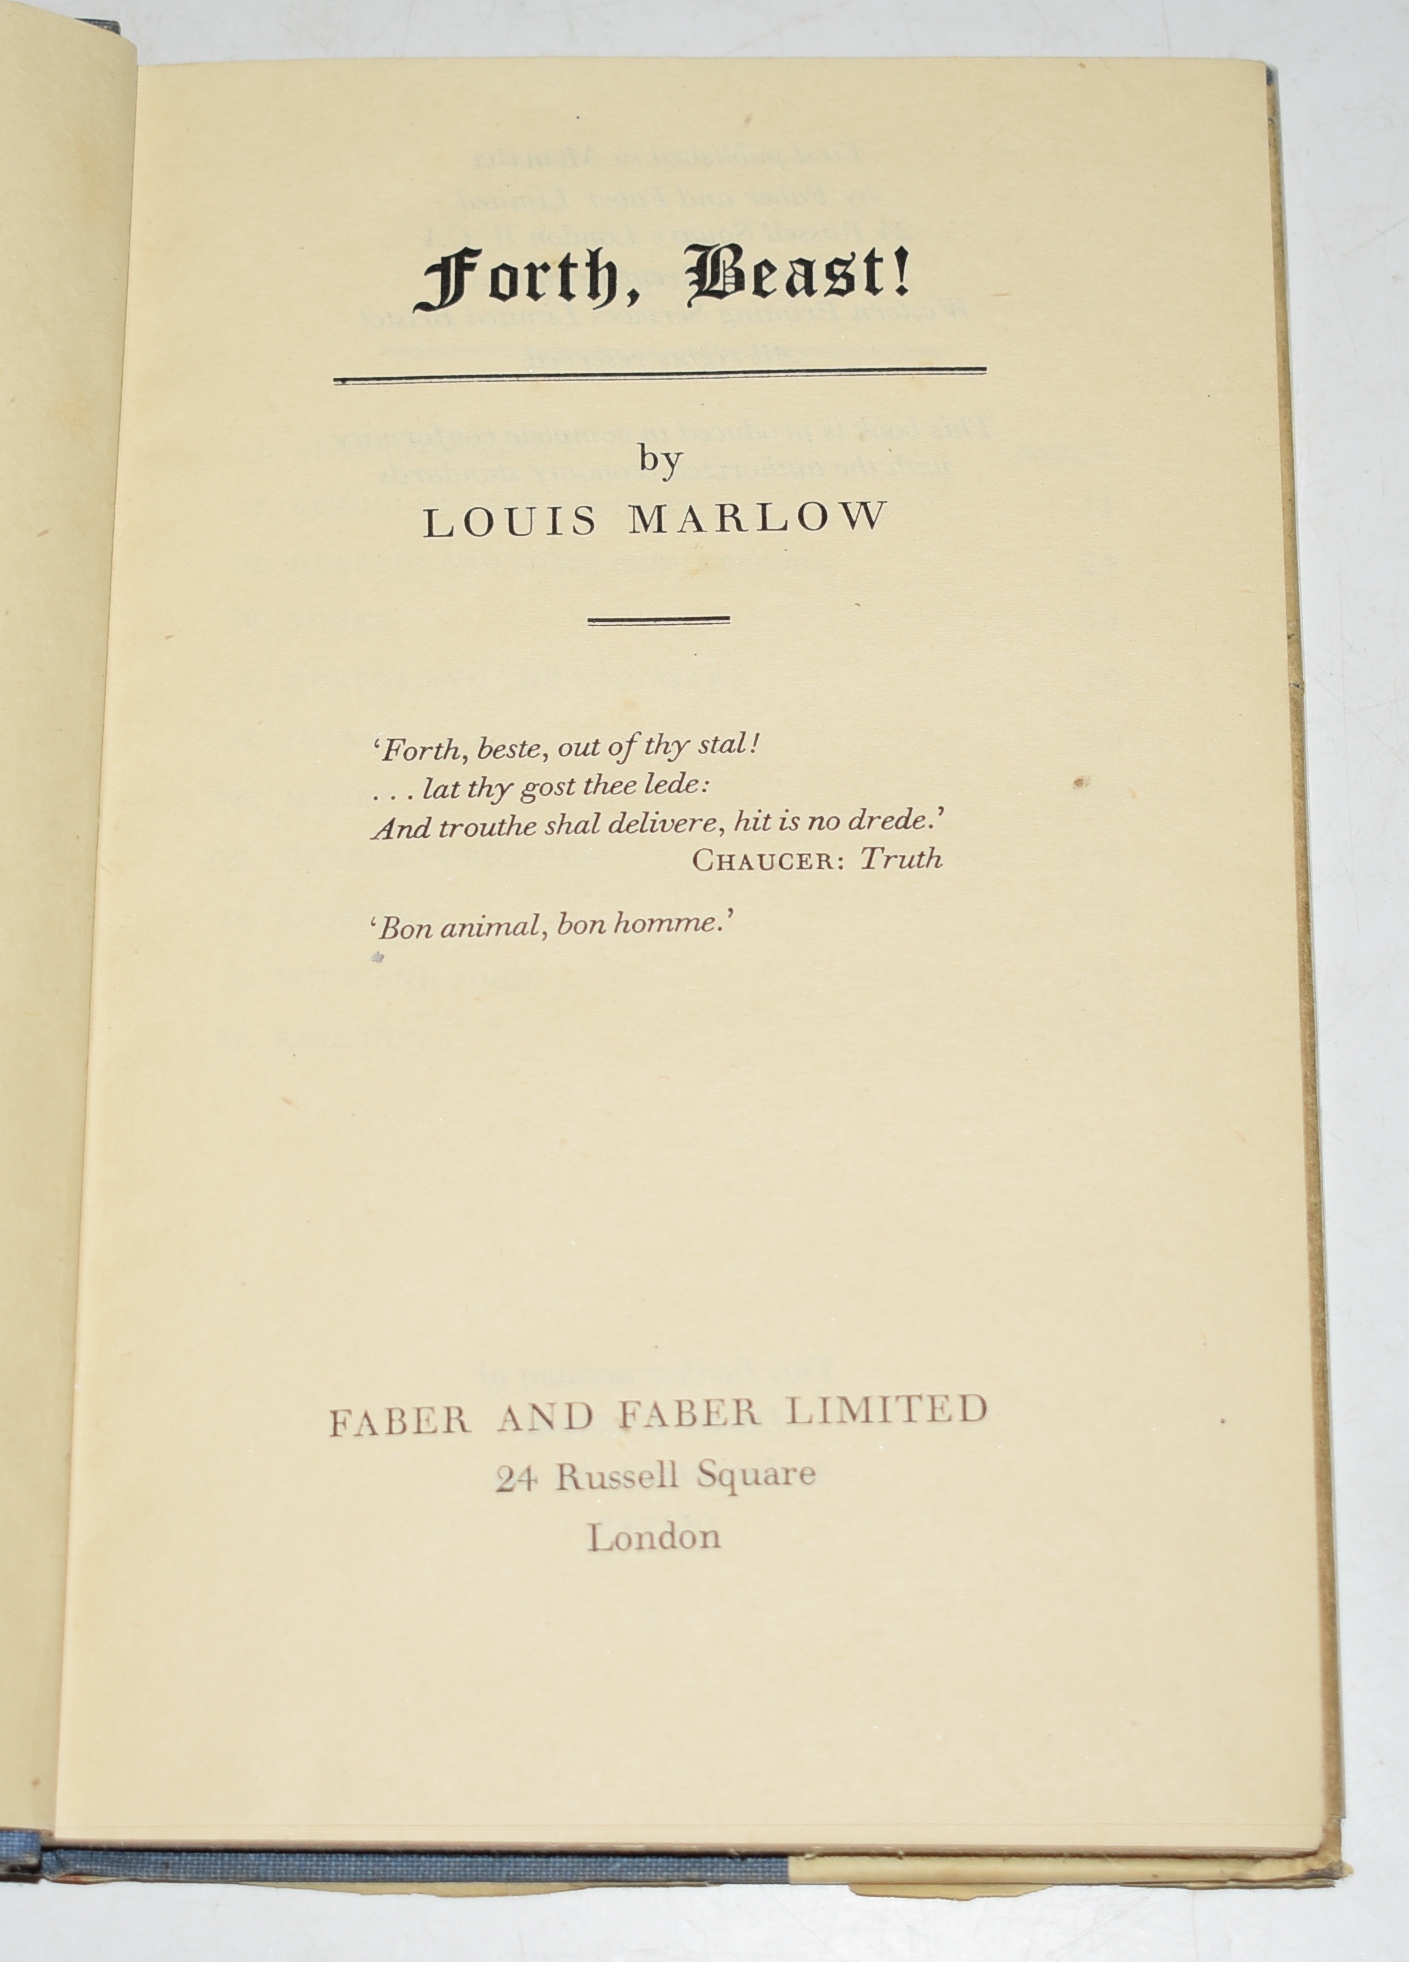 Forth, Beast!
by
LOUIS MARLOW
‘Forth, beste, out of thy stal!
. . . lat thy gost thee lede:
And trouthe shal delivere, hit is no drede.’
CHAUCER: Truth
‘Bon animal, bon homme.’
FABER AND FABER LIMITED
24 Russell Square
London